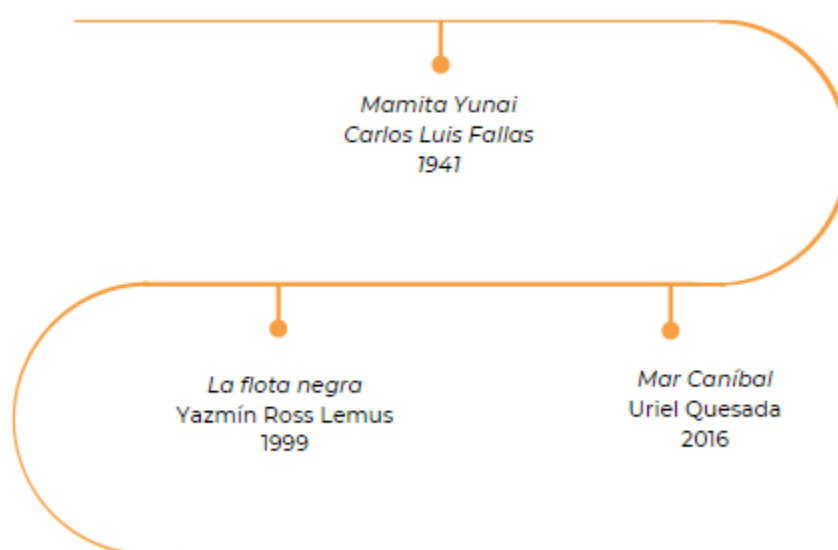 Mamita Yunai
Carlos Luis Fallas
1941
La flota negra
Yazmín Ross Lemus
1999
Mar Caníbal
Uriel Quesada
2016